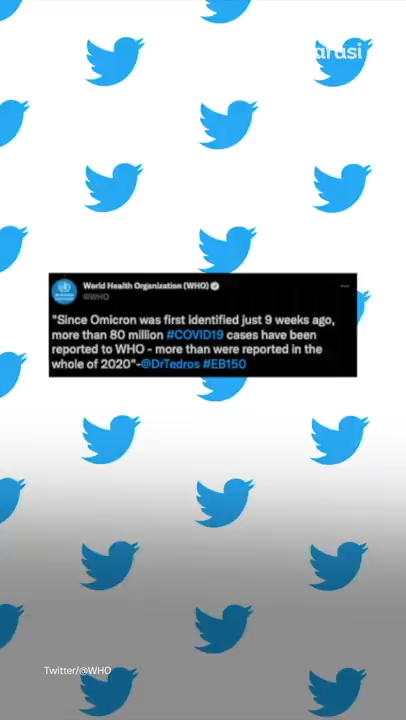 World Health Organization (WHO)
@WHO
"Since Omicron was first identified just 9 weeks ago,
more than 80 million #COVID19 cases have been
reported to WHO - more than were reported in the
whole of 2020"-@DrTedros #EB150
Twitter/@WHO